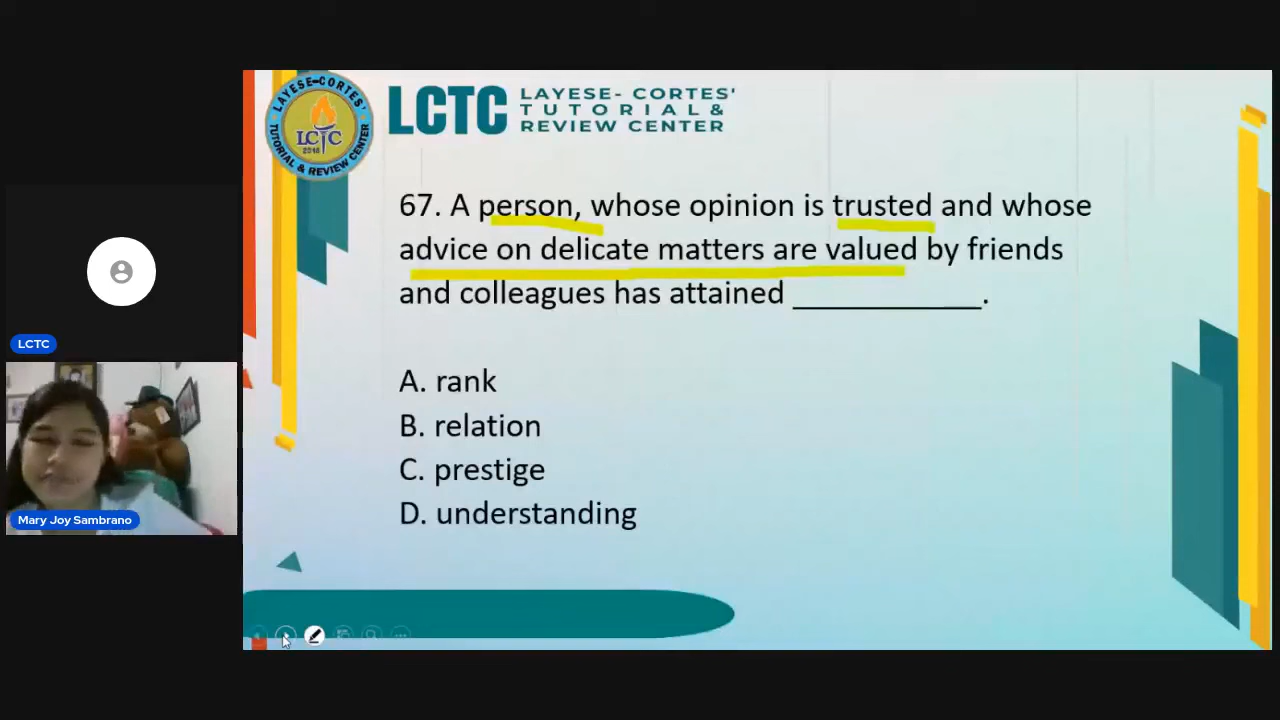 LAYESE-CORTES'
LCTC
2018
TUTORIAL & REVIEW CENTER
LCTC
LAYESE- CORTES'
TUTORIAL &
REVIEW CENTER
67. A person, whose opinion is trusted and whose
advice on delicate matters are valued by friends
and colleagues has attained ____________.
A. rank
B. relation
C. prestige
D. understanding
LCTC
Mary Joy Sambrano